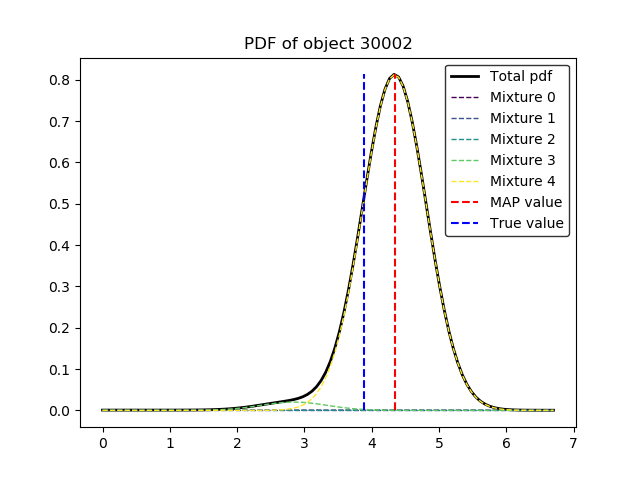 PDF of object 30002
Total pdf
Mixture 0
Mixture 1
Mixture 2
Mixture 3
Mixture 4
MAP value
True value
0.8
0.7
0.6
0.5
0.4
0.3
0.2
0.1
0.0
0 1 2 3 4 5 6 7